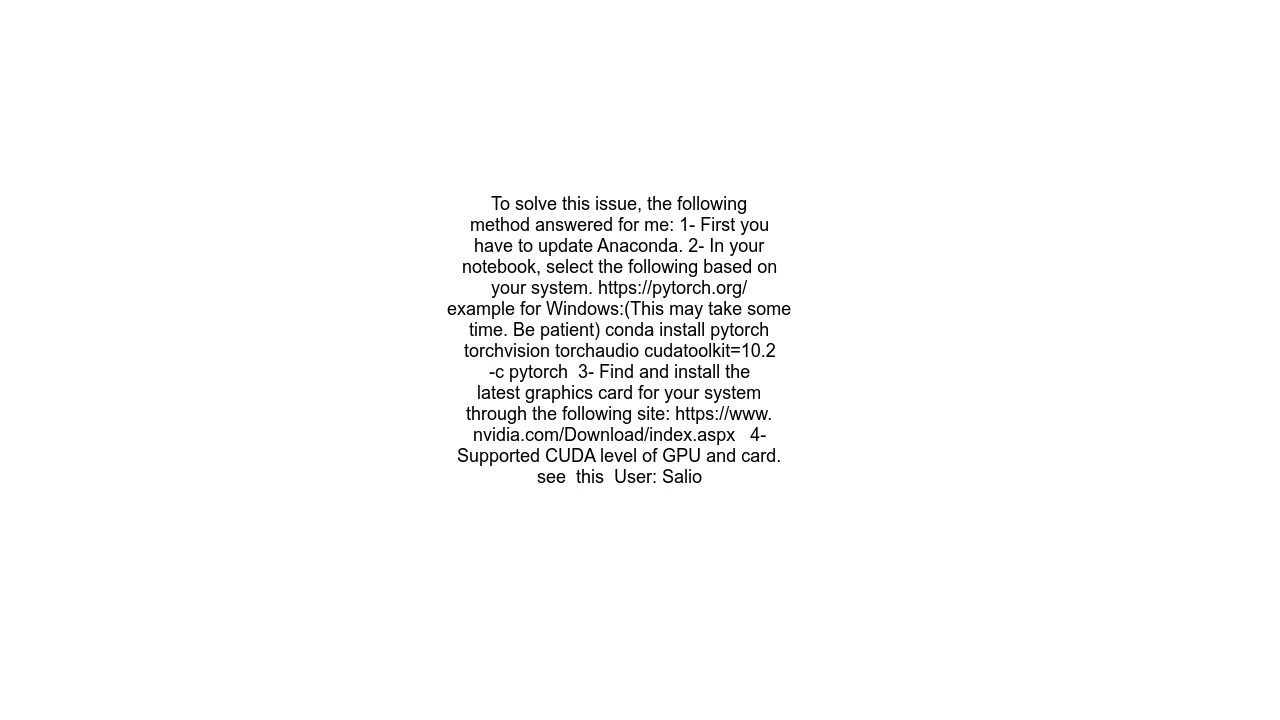 To solve this issue, the following
method answered for me: 1- First you
have to update Anaconda. 2- In your
notebook, select the following based on
your system. https://pytorch.org/
example for Windows:(This may take some
time. Be patient) conda install pytorch
torchvision torchaudio cudatoolkit=10.2
-c pytorch  3- Find and install the
latest graphics card for your system
through the following site: https://www.
nvidia.com/Download/index.aspx   4-
Supported CUDA level of GPU and card.
see  this  User: Salio